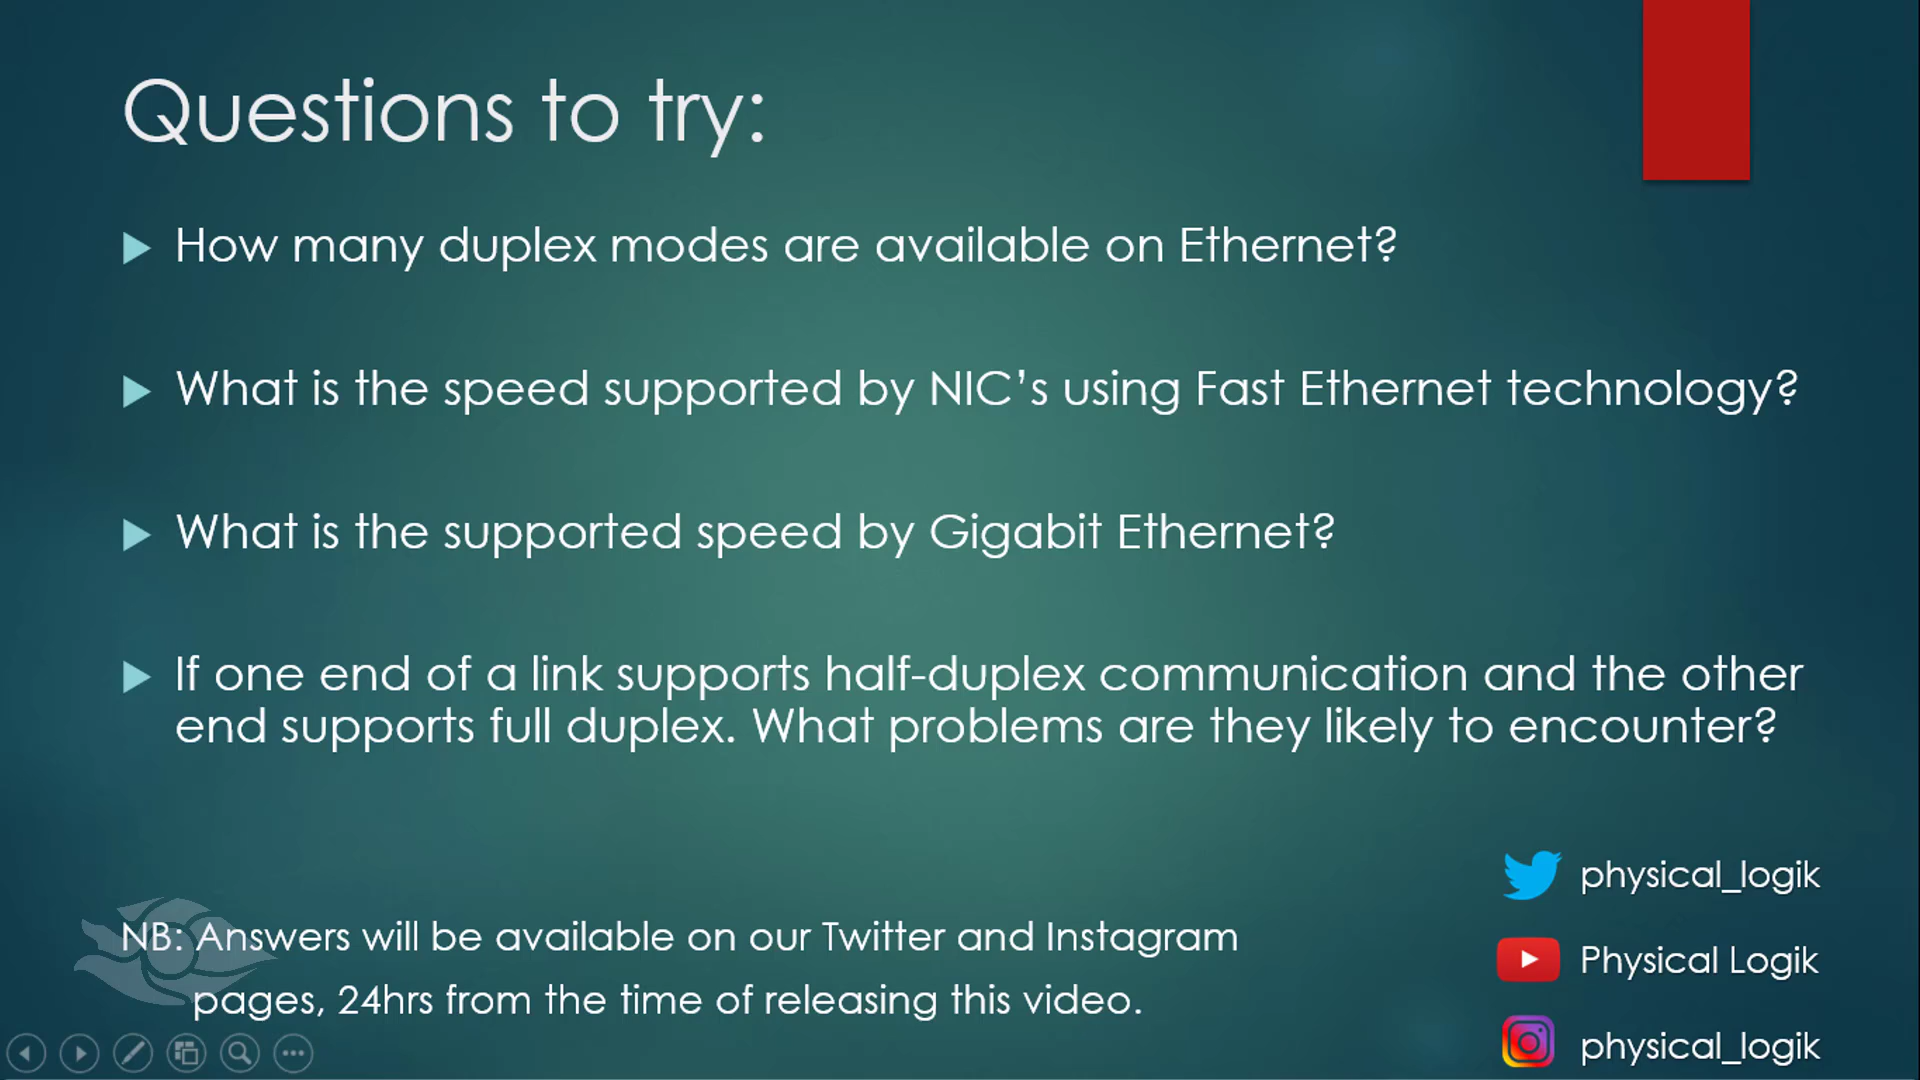 Questions to try:
How many duplex modes are available on Ethernet?
What is the speed supported by NIC's using Fast Ethernet technology?
What is the supported speed by Gigabit Ethernet?
If one end of a link supports half-duplex communication and the other
end supports full duplex. What problems are they likely to encounter?
NB: Answers will be available on our Twitter and Instagram
pages, 24hrs from the time of releasing this video.
physical_logik
Physical Logik
physical_logik